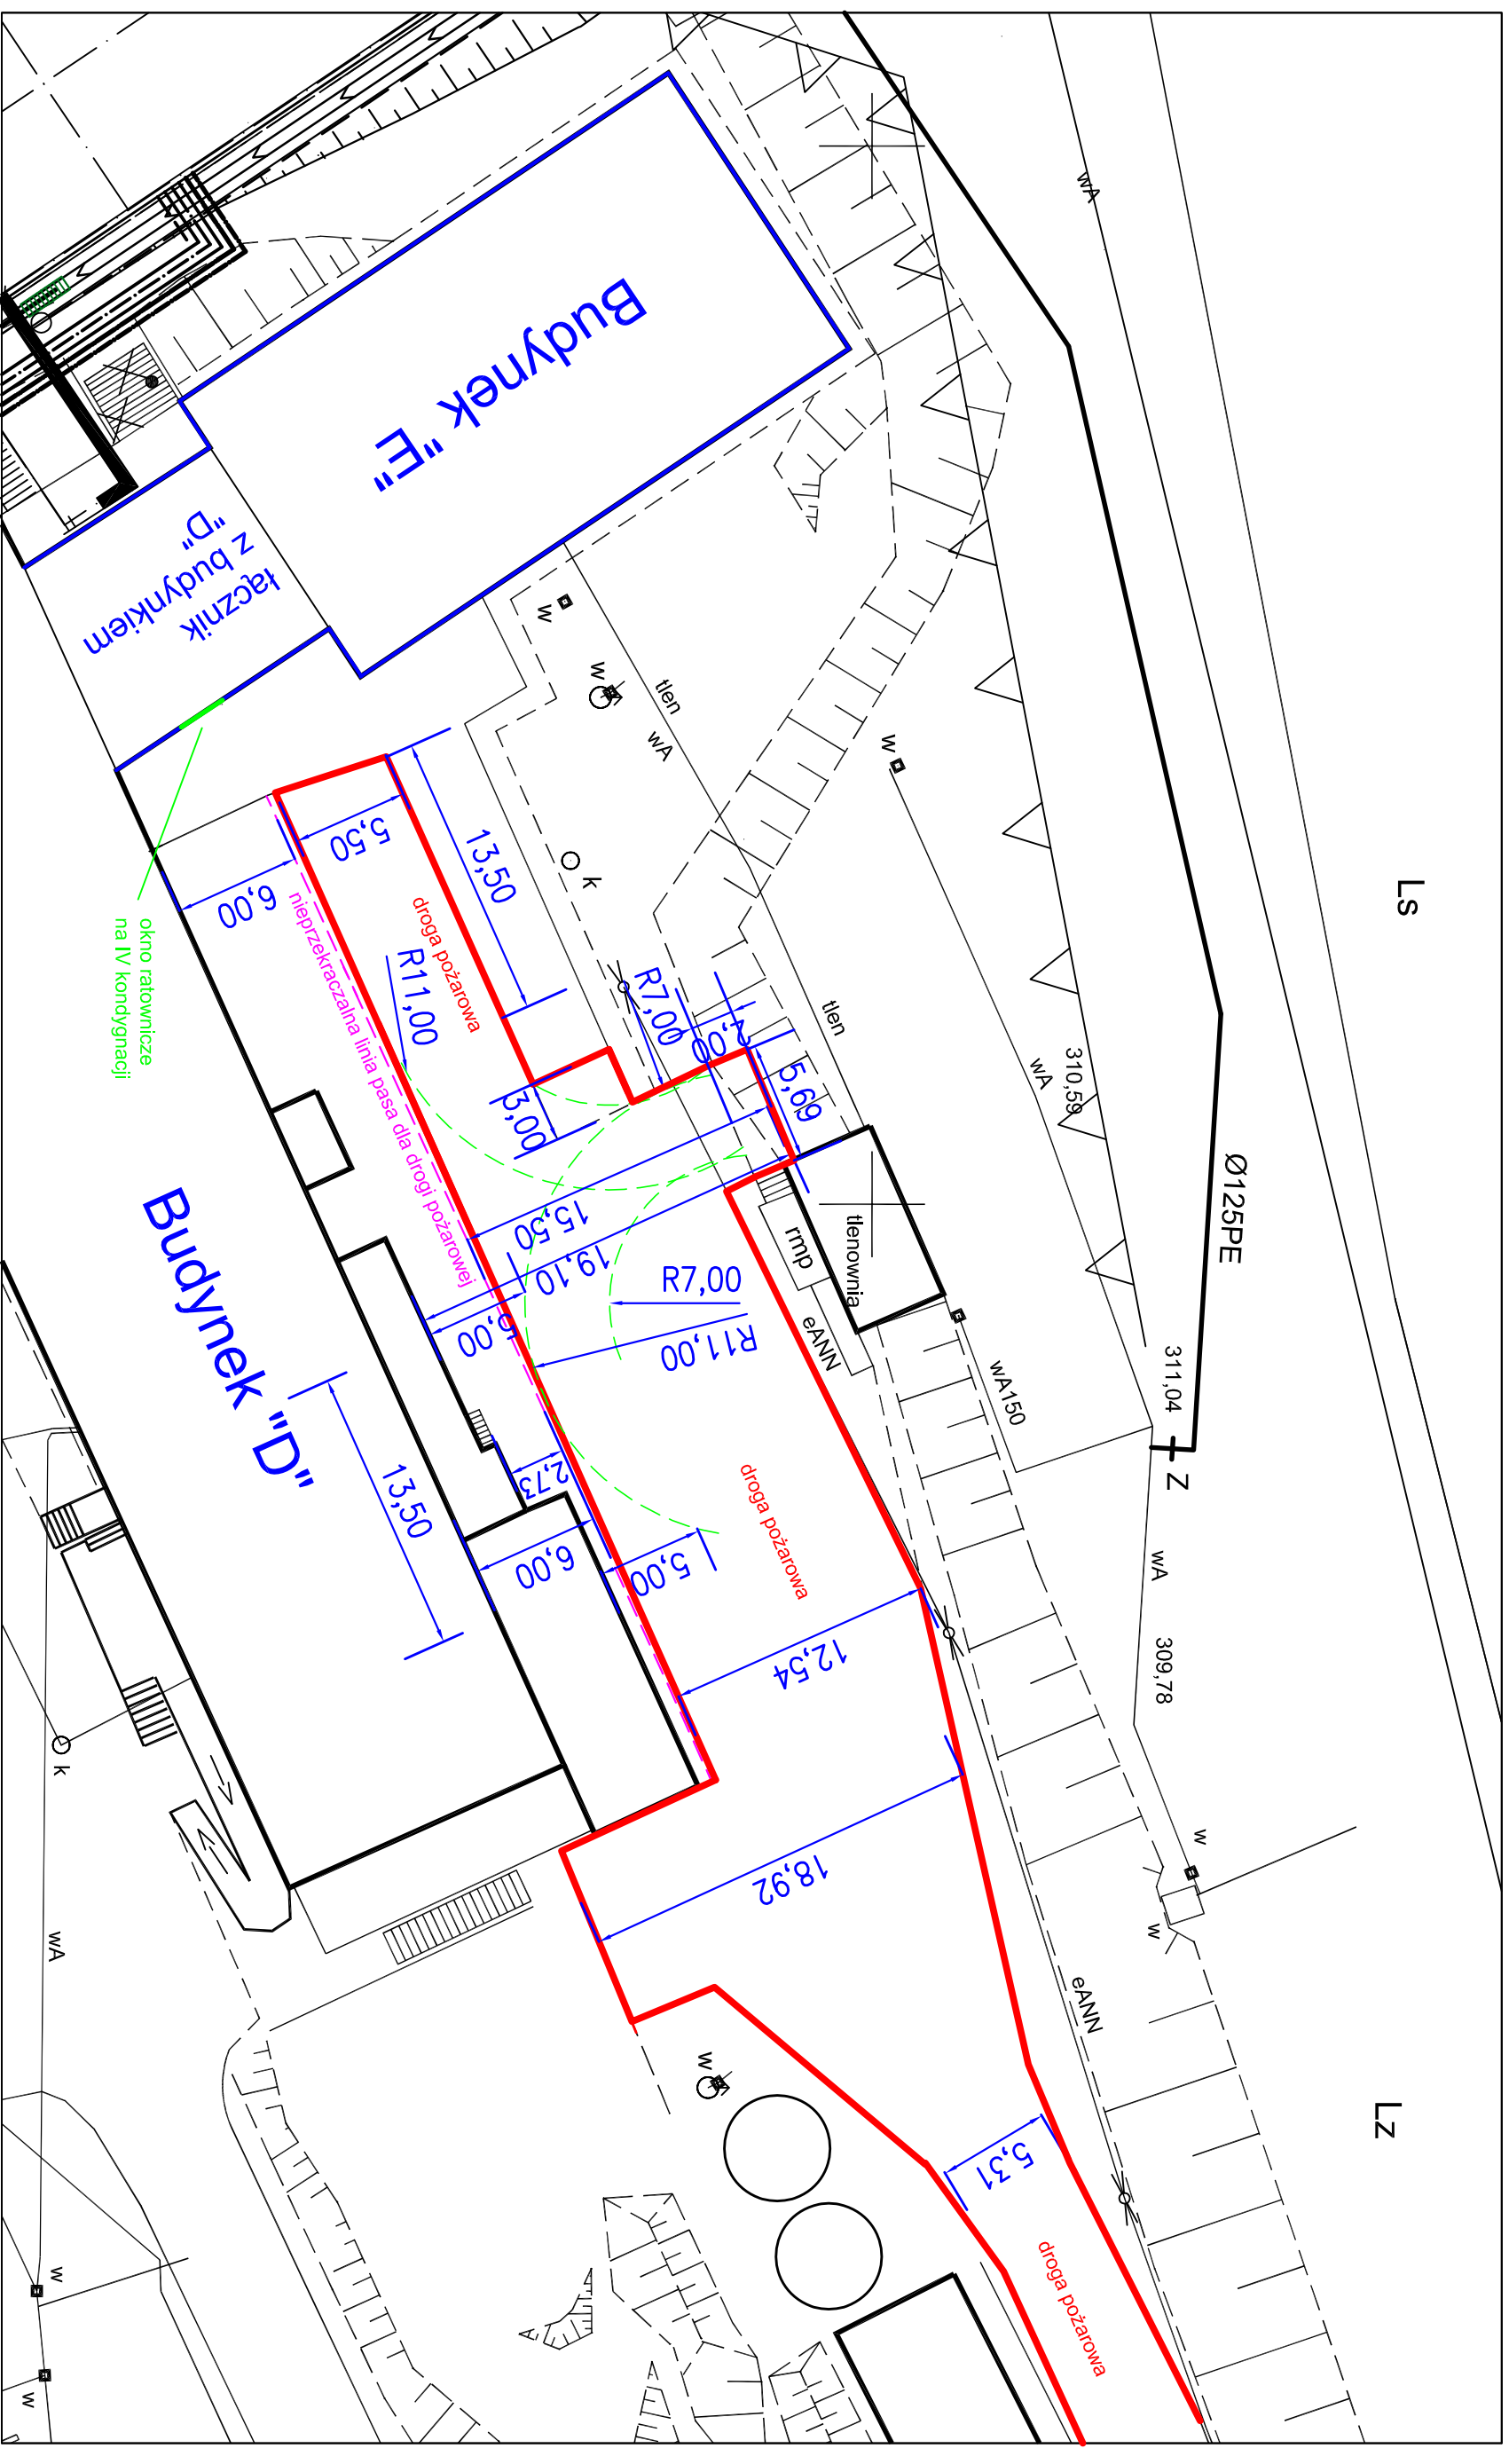 wA
Ls
Ø125PE
310,59
wA
311,04
Z
wA
309,78
Lz
w
w
eANN
Budynek "E"
łącznik
z budynkiem
"D"
w
w
tlen
wA
w
k
tlen
13,50
5,50
6,00
droga pożarowa
R11,00
R7,00
4,00
5,69
3,00
nieprzekraczalna linia pasa dla drogi pożarowej
okno ratownicze
na IV kondygnacji
15,50
19,10
6,00
R7,00
R11,00
rmp
tlenownia
eANN
wA150
Budynek "D"
13,50
2,73
6,00
5,00
droga pożarowa
12,54
18,92
5,31
droga pożarowa
w
k
wA
w
w